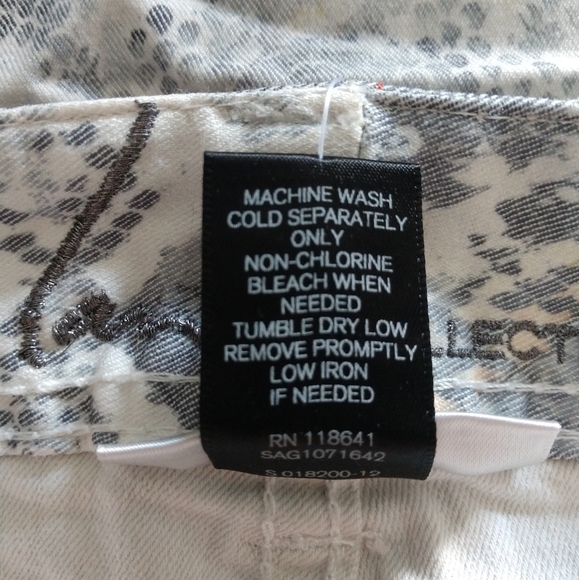 MACHINE WASH
COLD SEPARATELY
ONLY
NON-CHLORINE
BLEACH WHEN
NEEDED
TUMBLE DRY LOW
REMOVE PROMPTLY
LOW IRON
IF NEEDED
RN 118641
SAG1071642
S 018200-12
LLECT